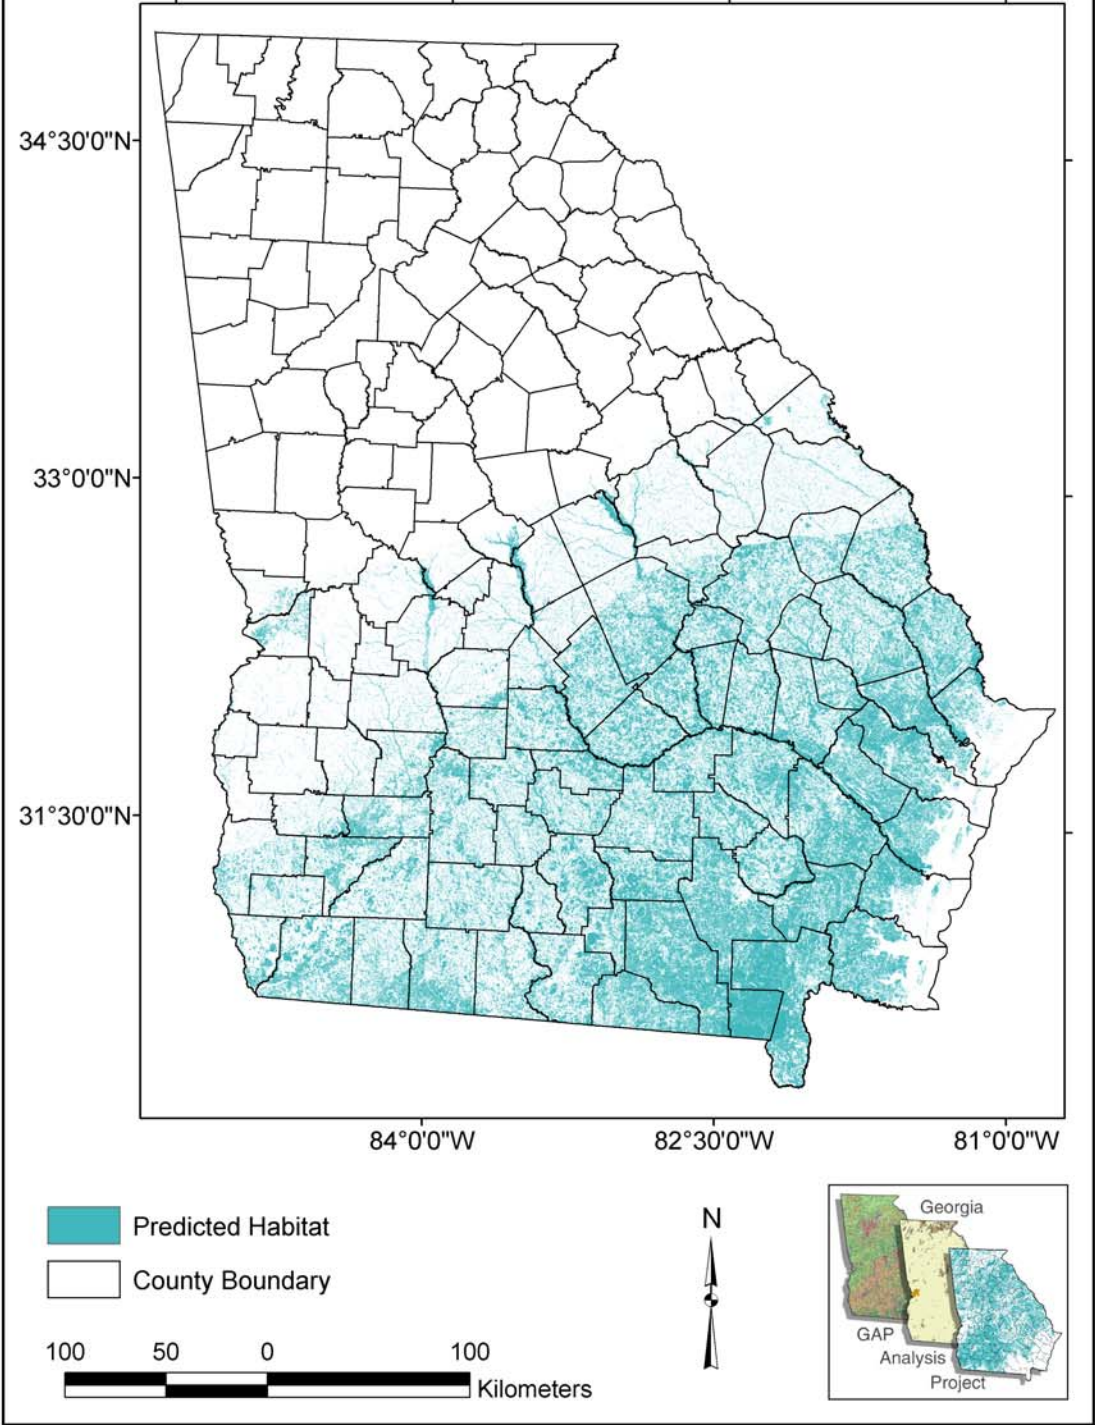 34°30'0"N
33°0'0"N
31°30'0"N
84°0'0"W 82°30'0"W 81°0'0"W
Predicted Habitat
County Boundary
100 50 0 100
Kilometers
N
Georgia
GAP
Analysis
Project